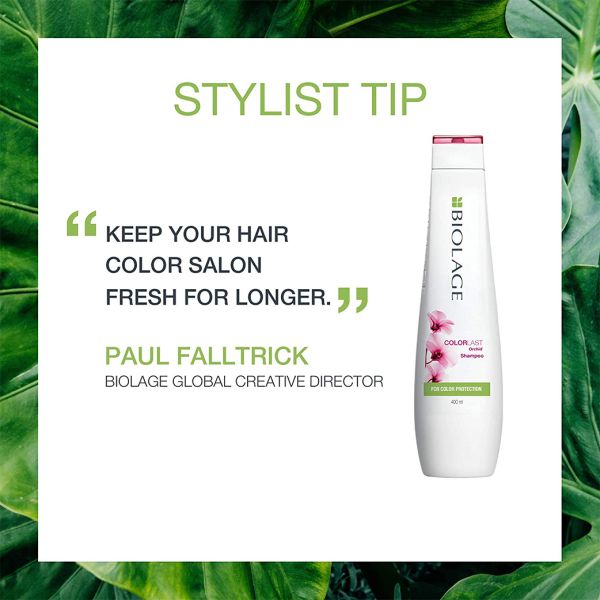 STYLIST TIP
“ KEEP YOUR HAIR
COLOR SALON
FRESH FOR LONGER. ”
PAUL FALLTRICK
BIOLAGE GLOBAL CREATIVE DIRECTOR
BIOLAGE
COLORLAST
Orchid
Shampoo
FOR COLOR PROTECTION
400 ml